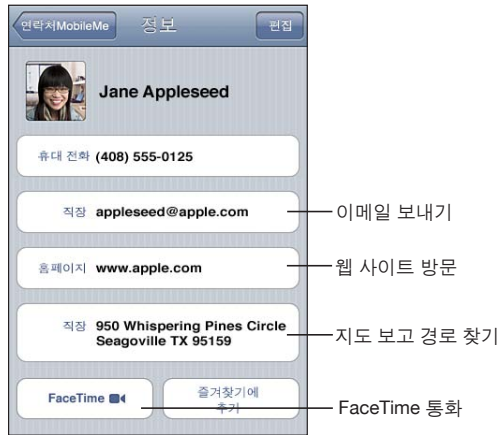 연락처MobileMe 정보 편집
Jane Appleseed
휴대 전화 (408) 555-0125
직장 appleseed@apple.com
이메일 보내기
홈페이지 www.apple.com
웹 사이트 방문
직장 950 Whispering Pines Circle
Seagoville TX 95159
지도 보고 경로 찾기
FaceTime
즐겨찾기에
추가
FaceTime 통화